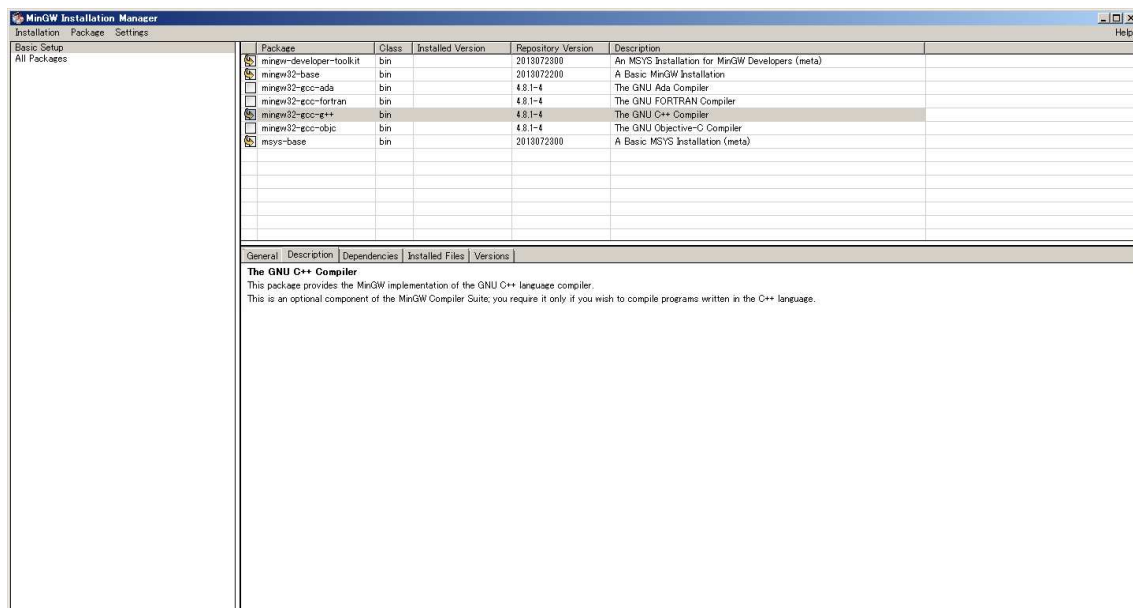 MinGW Installation Manager
Installation Package Settings Help
Basic Setup
All Packages
Package Class Installed Version Repository Version Description
mingw-developer-toolkit bin 2013072300 An MSYS Installation for MinGW Developers (meta)
mingw32-base bin 2013072200 A Basic MinGW Installation
mingw32-gcc-ada bin 4.8.1-4 The GNU Ada Compiler
mingw32-gcc-fortran bin 4.8.1-4 The GNU FORTRAN Compiler
mingw32-gcc-g++ bin 4.8.1-4 The GNU C++ Compiler
mingw32-gcc-objc bin 4.8.1-4 The GNU Objective-C Compiler
msys-base bin 2013072300 A Basic MSYS Installation (meta)
General Description Dependencies Installed Files Versions
The GNU C++ Compiler
This package provides the MinGW implementation of the GNU C++ language compiler.
This is an optional component of the MinGW Compiler Suite; you require it only if you wish to compile programs written in the C++ language.